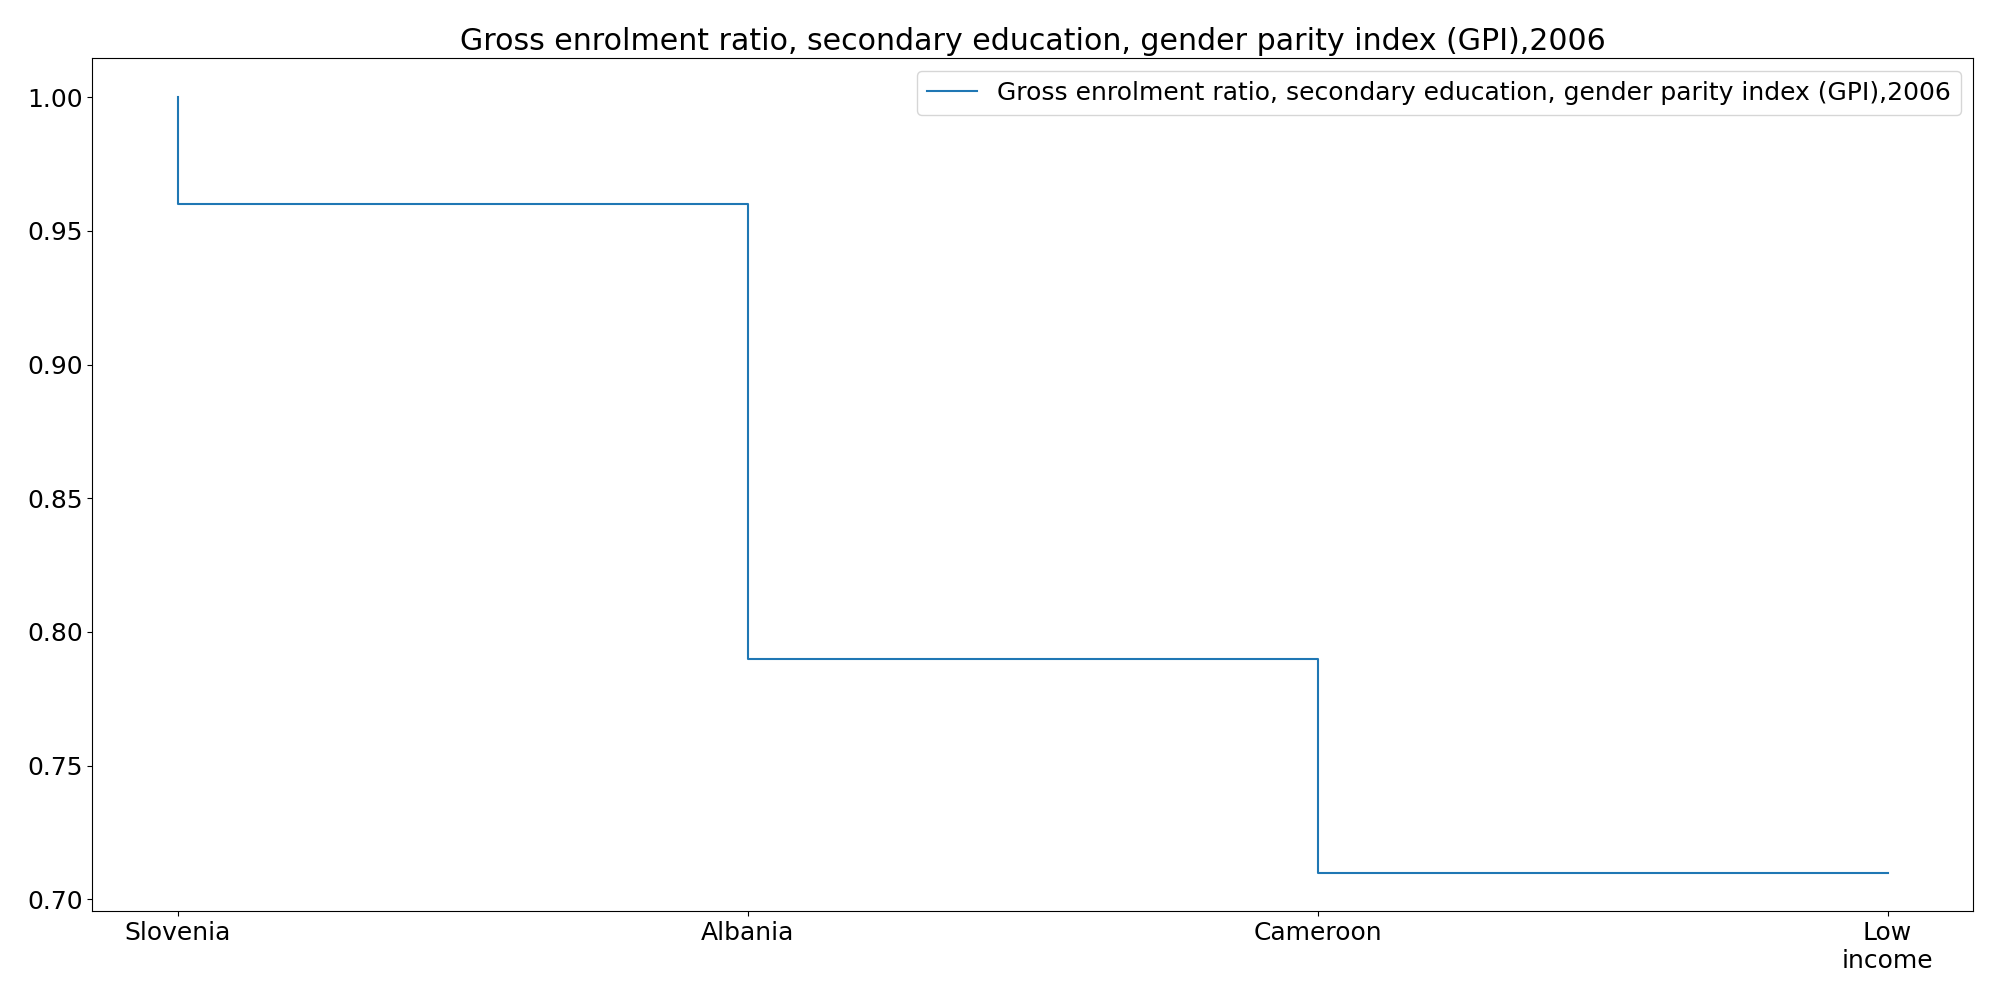 Gross enrolment ratio, secondary education, gender parity index (GPI),2006
Gross enrolment ratio, secondary education, gender parity index (GPI),2006
1.00
0.95
0.90
0.85
0.80
0.75
0.70
Slovenia
Albania
Cameroon
Low
income